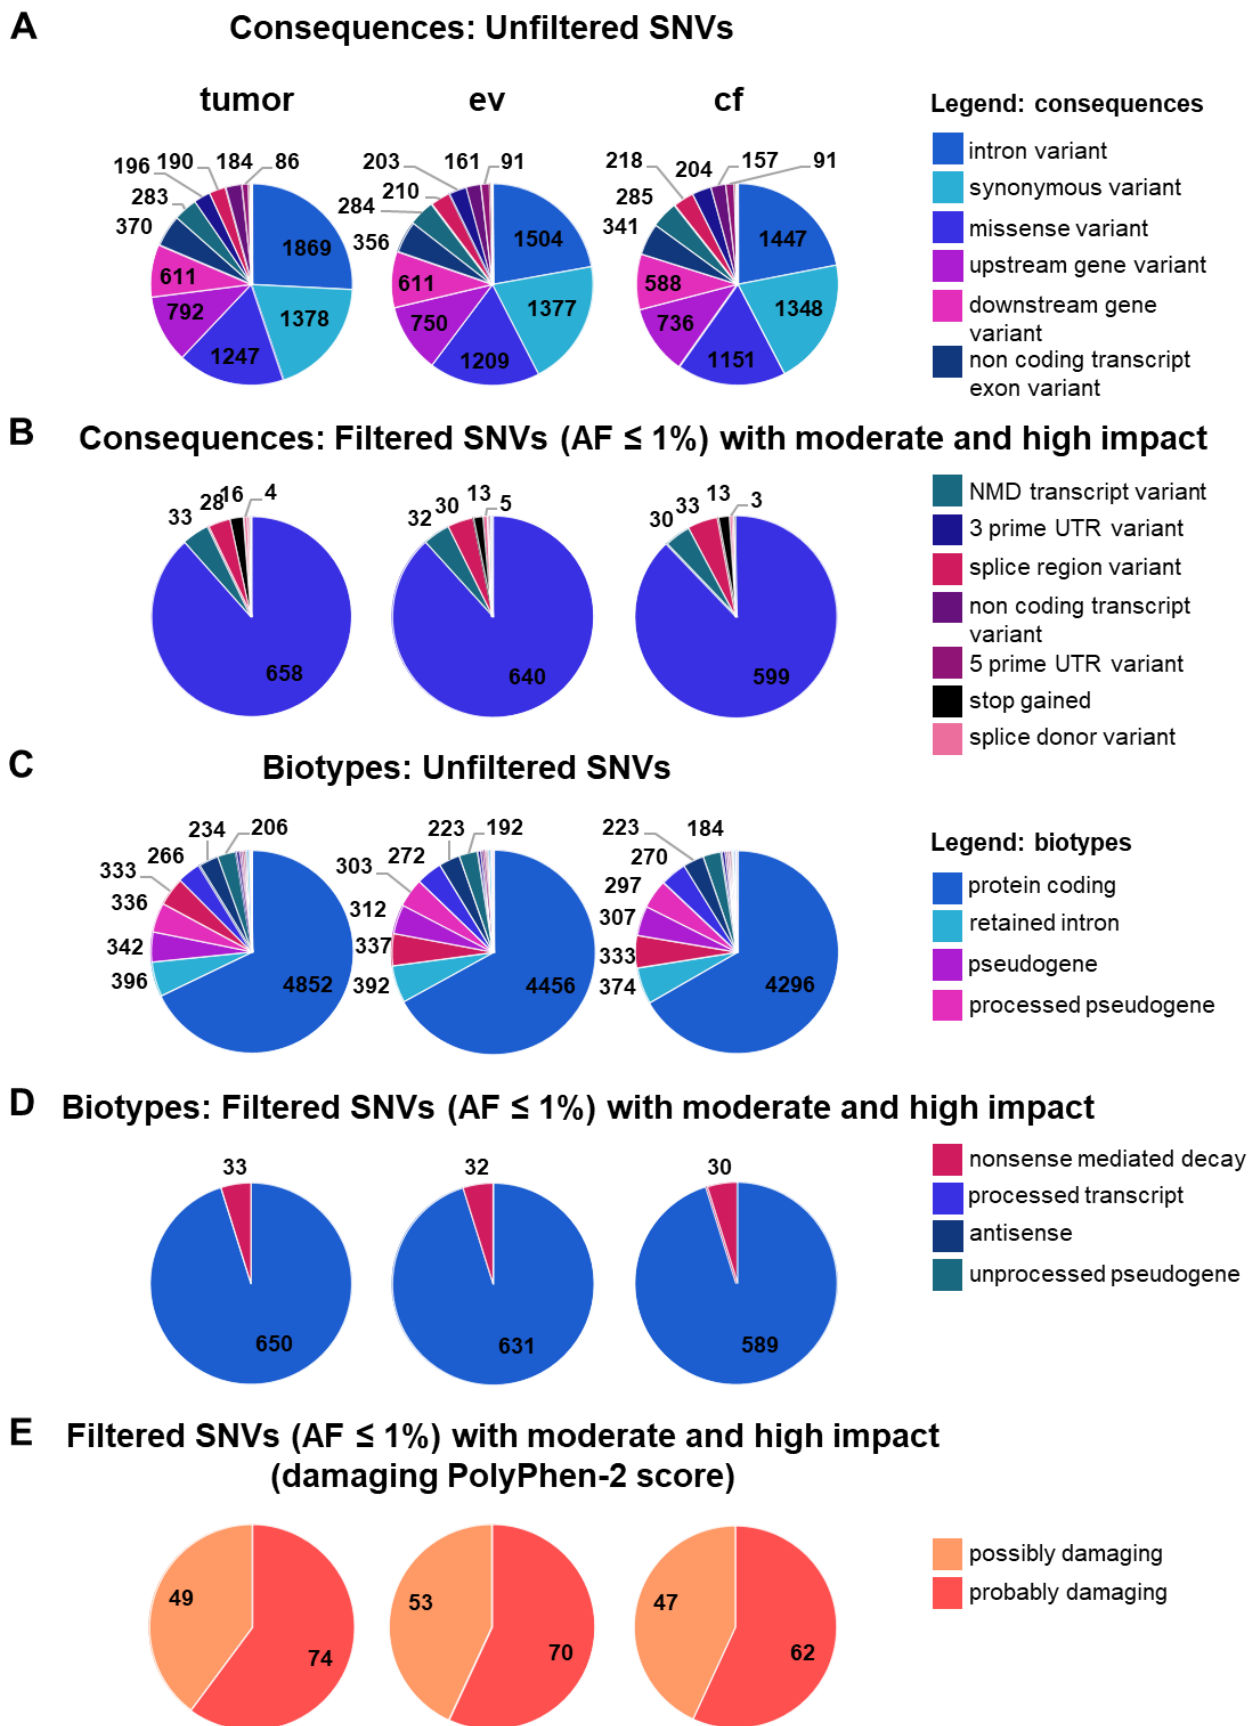 A
Consequences: Unfiltered SNVs
tumor
ev
cf
Legend: consequences
196 190 184 86
283
370
611
792
1247
1378
1869
203 161 91
210
284
356
611
750
1209
1377
1504
218 204 157 91
285
341
588
736
1151
1348
1447
intron variant
synonymous variant
missense variant
upstream gene variant
downstream gene
variant
non coding transcript
exon variant
B
Consequences: Filtered SNVs (AF ≤ 1%) with moderate and high impact
33 28 16 4
658
32 30 13 5
640
30 33 13 3
599
NMD transcript variant
3 prime UTR variant
splice region variant
non coding transcript
variant
5 prime UTR variant
stop gained
splice donor variant
C
Biotypes: Unfiltered SNVs
234 206
266
333
336
342
396
4852
223 192
272
303
312
337
392
4456
223 184
270
297
307
333
374
4296
Legend: biotypes
protein coding
retained intron
pseudogene
processed pseudogene
D
Biotypes: Filtered SNVs (AF ≤ 1%) with moderate and high impact
33
650
32
631
30
589
nonsense mediated decay
processed transcript
antisense
unprocessed pseudogene
E
Filtered SNVs (AF ≤ 1%) with moderate and high impact
(damaging PolyPhen-2 score)
49
74
53
70
47
62
possibly damaging
probably damaging